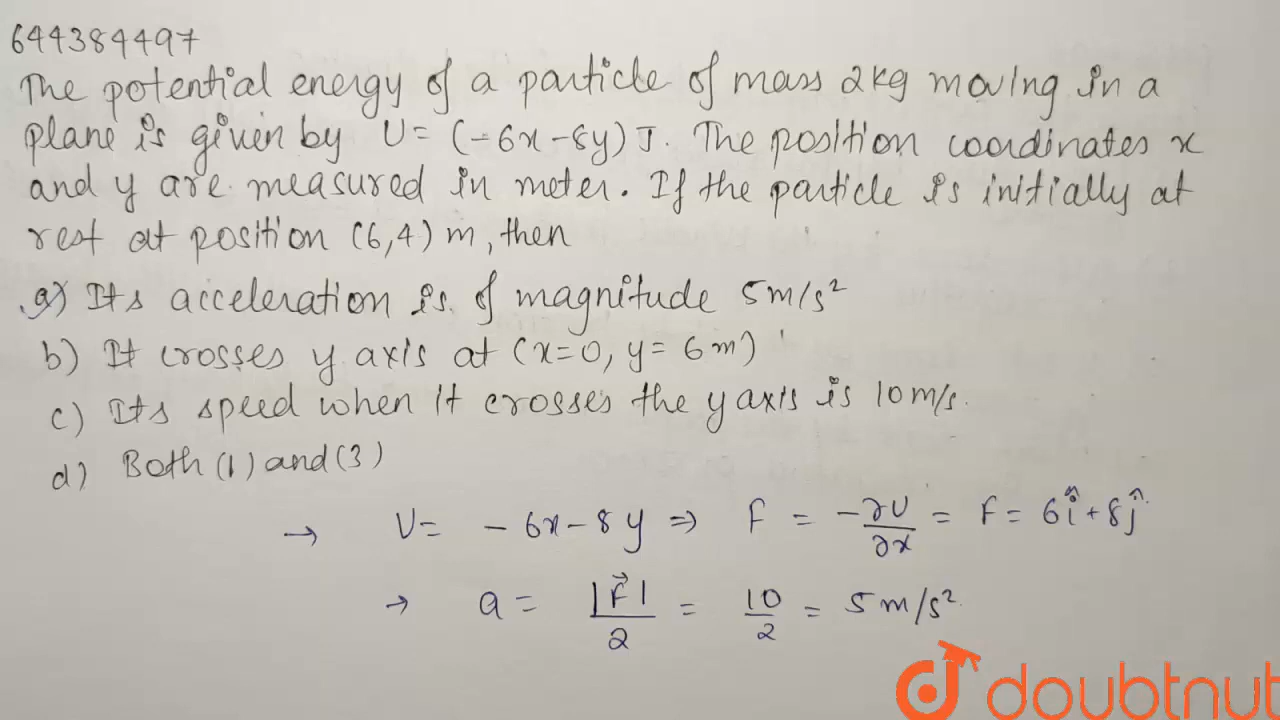 644384497
The potential energy of a particle of mass 2kg moving in a
plane is given by U= (-6x-8y) J. The position coordinates x
and y are measured in meter. If the particle is initially at
rest at position (6,4) m, then
a) Its acceleration is of magnitude 5m/s²
b) It crosses y axis at (x=0, y= 6m)
c) Its speed when it crosses the y axis is 10m/s.
d) Both (1) and (3)
→ U= -6x-8y ⇒ F = -∂U/∂x = F= 6î+8ĵ
→ a= |F⃗|/2 = 10/2 = 5m/s²
doubtnut